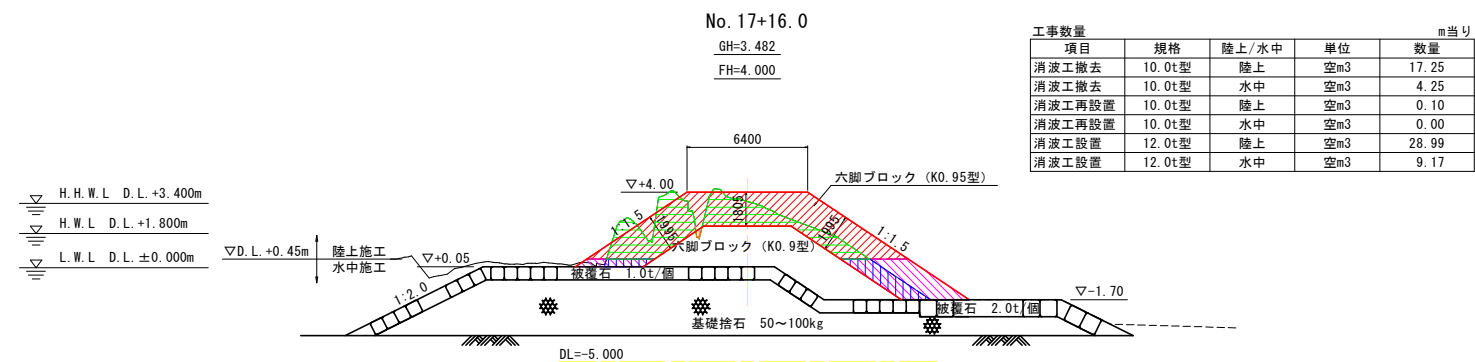 No.17+16.0
GH=3.482
FH=4.000
工事数量 m当り
項目 規格 陸上/水中 単位 数量
消波工撤去 10.0t型 陸上 空m3 17.25
消波工撤去 10.0t型 水中 空m3 4.25
消波工再設置 10.0t型 陸上 空m3 0.10
消波工再設置 10.0t型 水中 空m3 0.00
消波工設置 12.0t型 陸上 空m3 28.99
消波工設置 12.0t型 水中 空m3 9.17
6400
六脚ブロック (K0.95型)
▽+4.00
H.H.W.L D.L.+3.400m
H.W.L D.L.+1.800m
L.W.L D.L.±0.000m
▽D.L.+0.45m
陸上施工
水中施工
▽+0.05
1:1.5
1995
1805
1995
1:1.5
六脚ブロック (K0.9型)
被覆石 1.0t/個
1:2.0
▽-1.70
被覆石 2.0t/個
基礎捨石 50～100kg
DL=-5.000